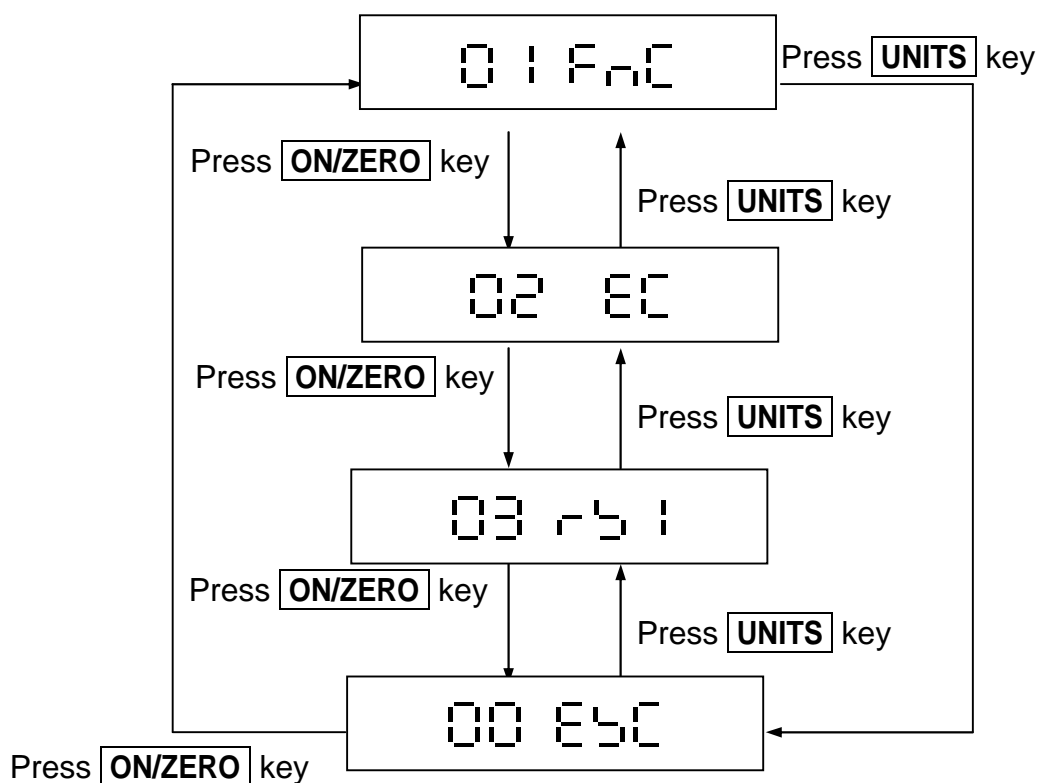 01 FnC
Press UNITS key
Press ON/ZERO key
Press UNITS key
02 EC
Press ON/ZERO key
Press UNITS key
03 rS1
Press ON/ZERO key
Press UNITS key
00 ESC
Press ON/ZERO key